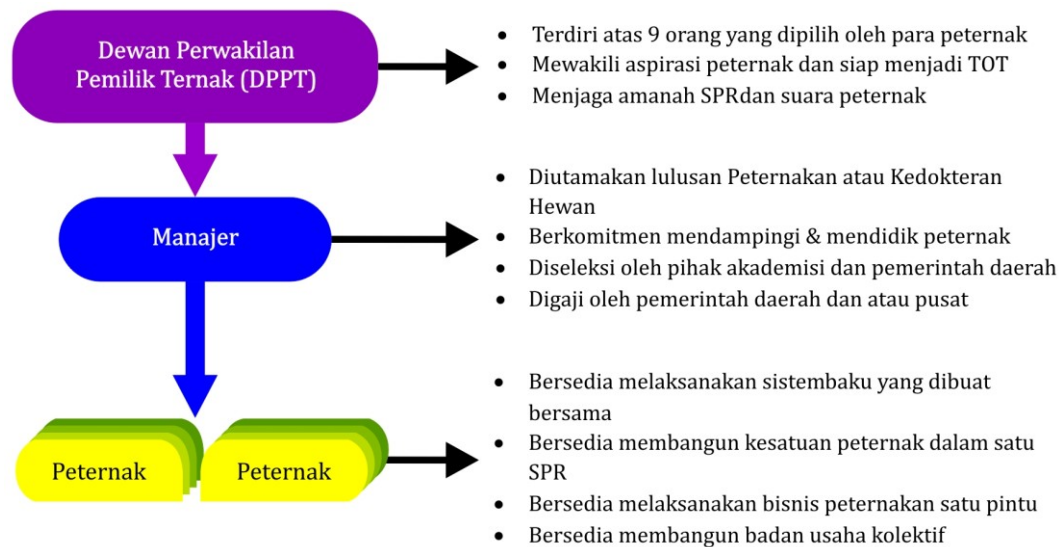 Dewan Perwakilan
Pemilik Ternak (DPPT)
• Terdiri atas 9 orang yang dipilih oleh para peternak
• Mewakili aspirasi peternak dan siap menjadi TOT
• Menjaga amanah SPRdan suara peternak
Manajer
• Diutamakan lulusan Peternakan atau Kedokteran
Hewan
• Berkomitmen mendampingi & mendidik peternak
• Diseleksi oleh pihak akademisi dan pemerintah daerah
• Digaji oleh pemerintah daerah dan atau pusat
Peternak
Peternak
• Bersedia melaksanakan sistembaku yang dibuat
bersama
• Bersedia membangun kesatuan peternak dalam satu
SPR
• Bersedia melaksanakan bisnis peternakan satu pintu
• Bersedia membangun badan usaha kolektif